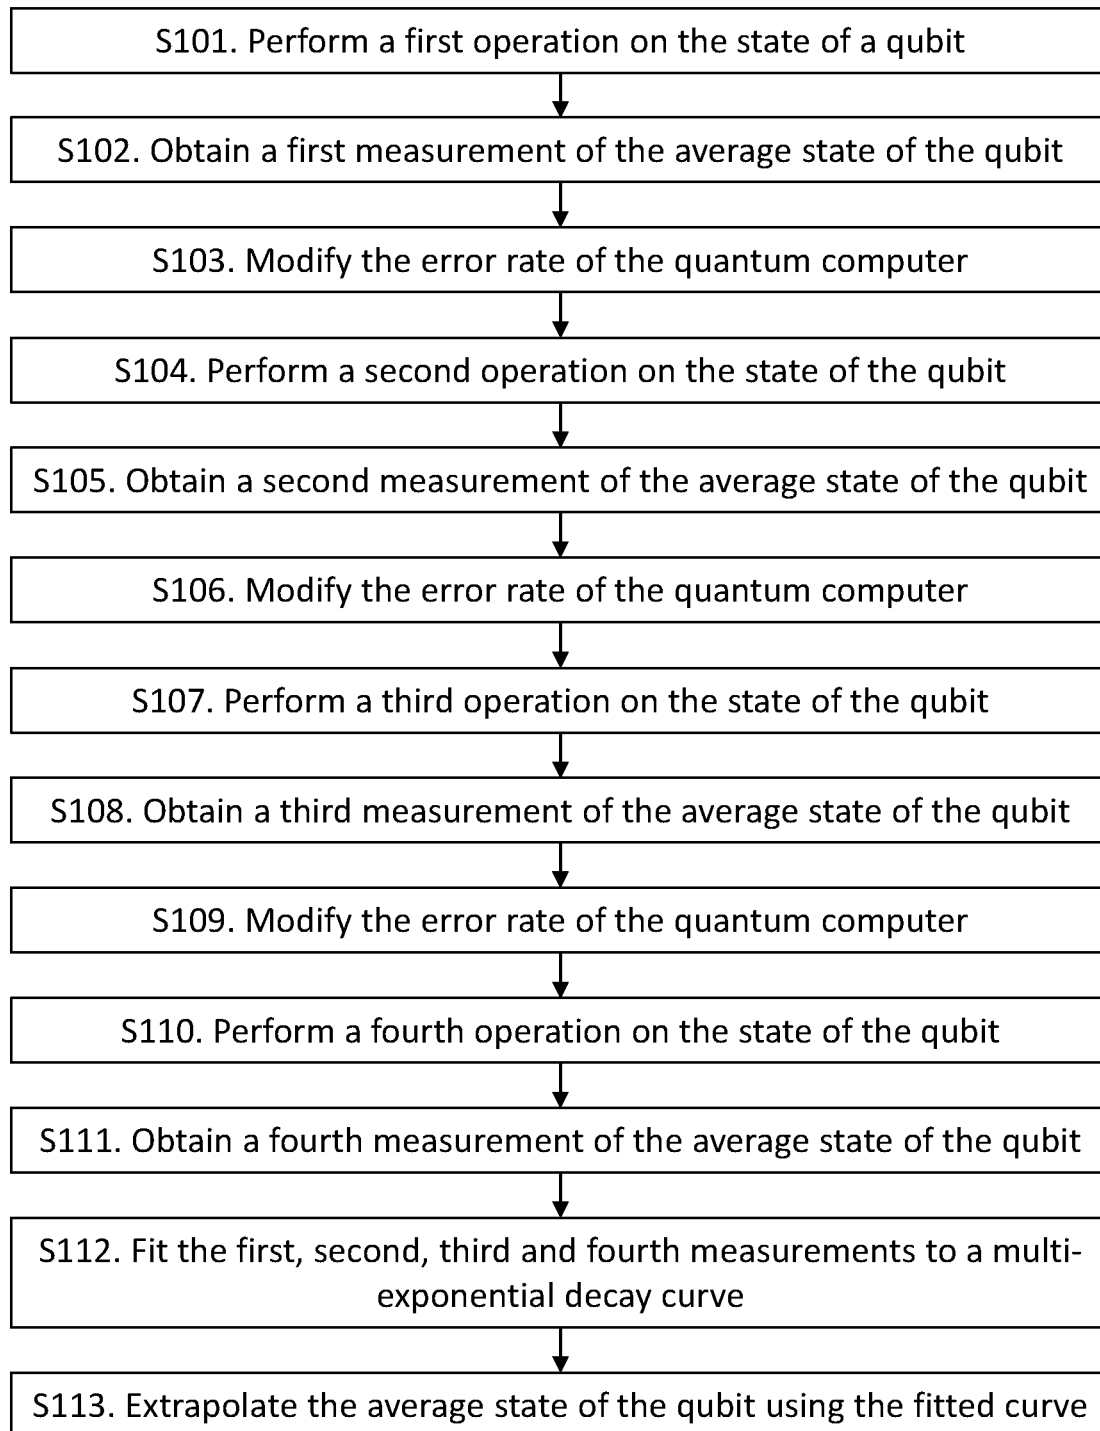 S101. Perform a first operation on the state of a qubit
S102. Obtain a first measurement of the average state of the qubit
S103. Modify the error rate of the quantum computer
S104. Perform a second operation on the state of the qubit
S105. Obtain a second measurement of the average state of the qubit
S106. Modify the error rate of the quantum computer
S107. Perform a third operation on the state of the qubit
S108. Obtain a third measurement of the average state of the qubit
S109. Modify the error rate of the quantum computer
S110. Perform a fourth operation on the state of the qubit
S111. Obtain a fourth measurement of the average state of the qubit
S112. Fit the first, second, third and fourth measurements to a multi-
exponential decay curve
S113. Extrapolate the average state of the qubit using the fitted curve